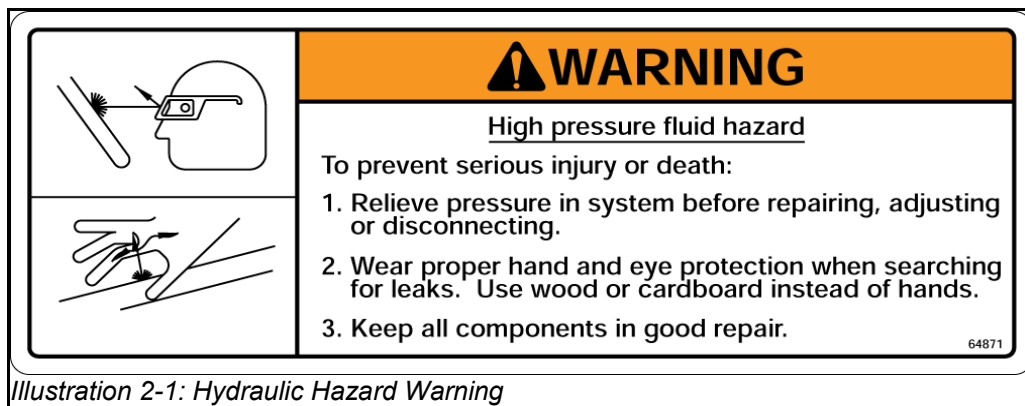 WARNING
High pressure fluid hazard
To prevent serious injury or death:
1. Relieve pressure in system before repairing, adjusting
or disconnecting.
2. Wear proper hand and eye protection when searching
for leaks.  Use wood or cardboard instead of hands.
3. Keep all components in good repair.
64871
Illustration 2-1: Hydraulic Hazard Warning